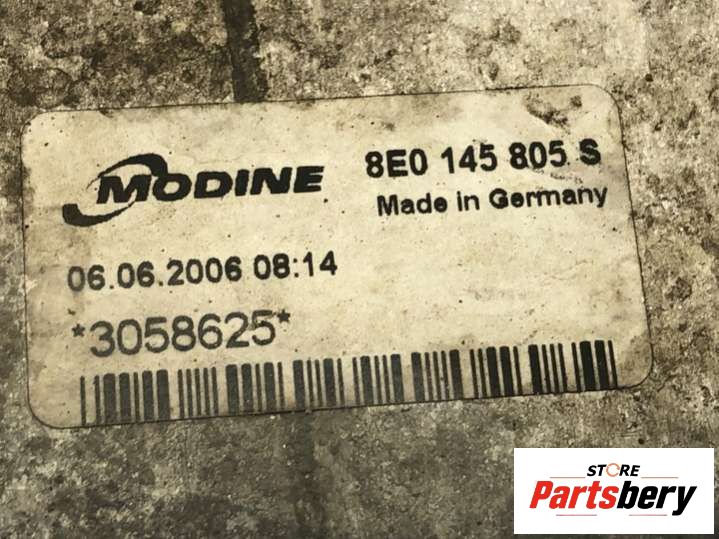 MODINE
8E0 145 805 S
Made in Germany
06.06.2006 08:14
*3058625*
STORE
Partsbery